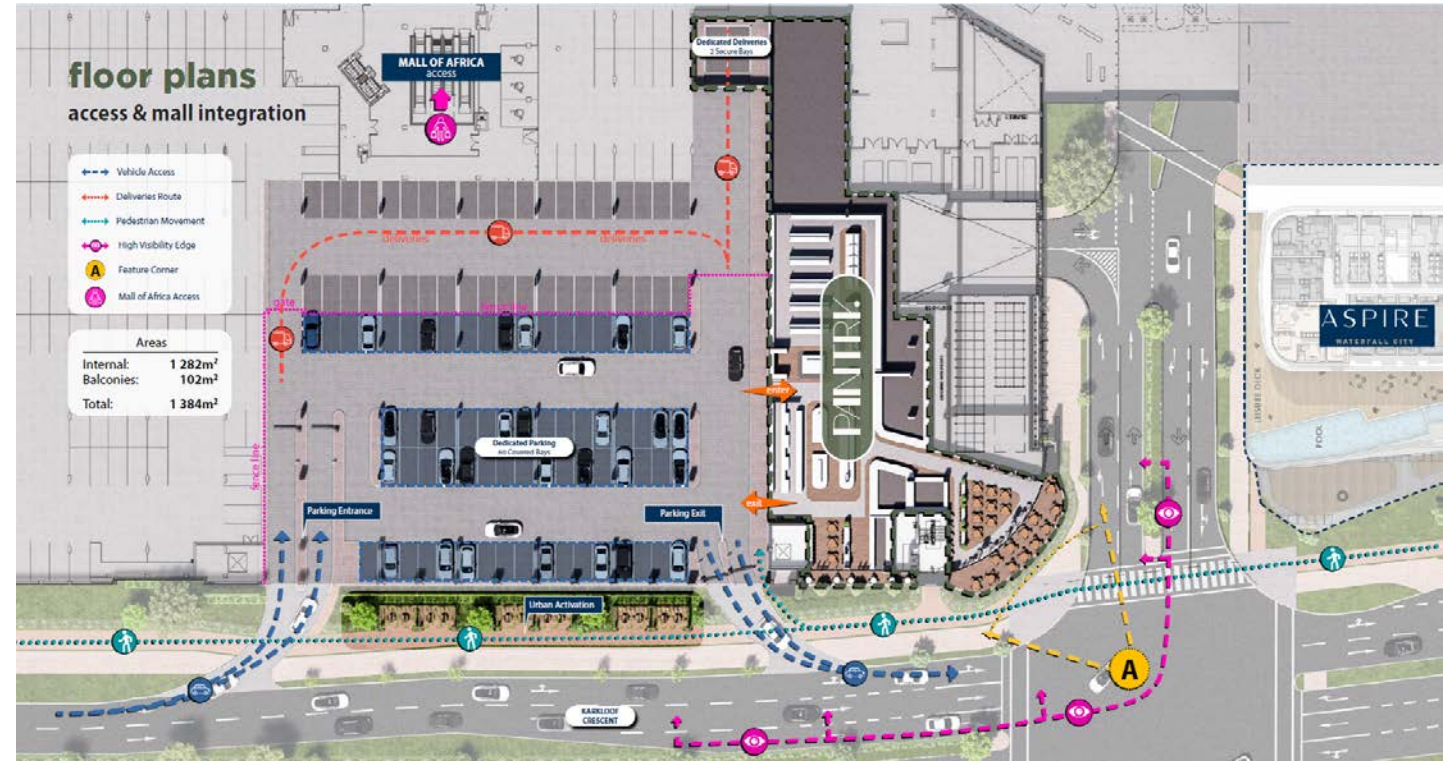 floor plans
access & mall integration
Vehicle Access
Deliveries Route
Pedestrian Movement
High Visibility Edge
A
Feature Corner
Mall of Africa Access
Areas
Internal: 1 282m²
Balconies: 102m²
Total: 1 384m²
MALL OF AFRICA
access
Dedicated Deliveries
2 Secure Bays
deliveries
deliveries
gate
fence line
fence line
PANTRY.
enter
exit
Dedicated Parking
60 Covered Bays
Parking Entrance
Parking Exit
Urban Activation
KARKLOOF
CRESCENT
A
ASPIRE
WATERFALL CITY
POOL